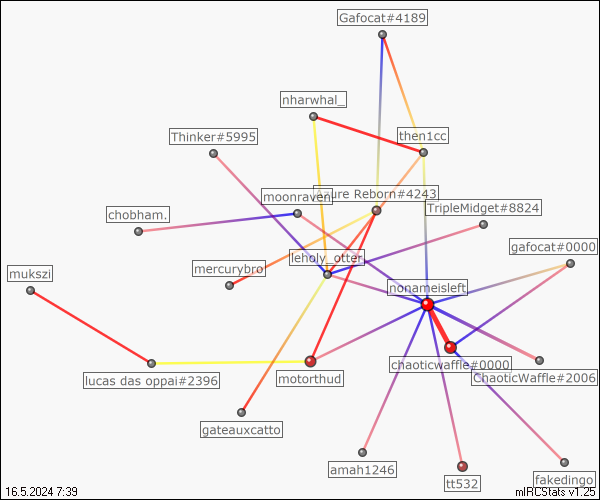 Gafocat#4189
nharwhal_
Thinker#5995
then1cc
moonraven
Azure Reborn#4243
TripleMidget#8824
chobham.
gafocat#0000
leholy_otter
mercurybro
mukszi
nonameisleft
chaoticwaffle#0000
ChaoticWaffle#2006
lucas das oppai#2396
motorthud
gateauxcatto
amah1246
tt532
fakedingo
16.5.2024 7:39
mIRCStats v1.25